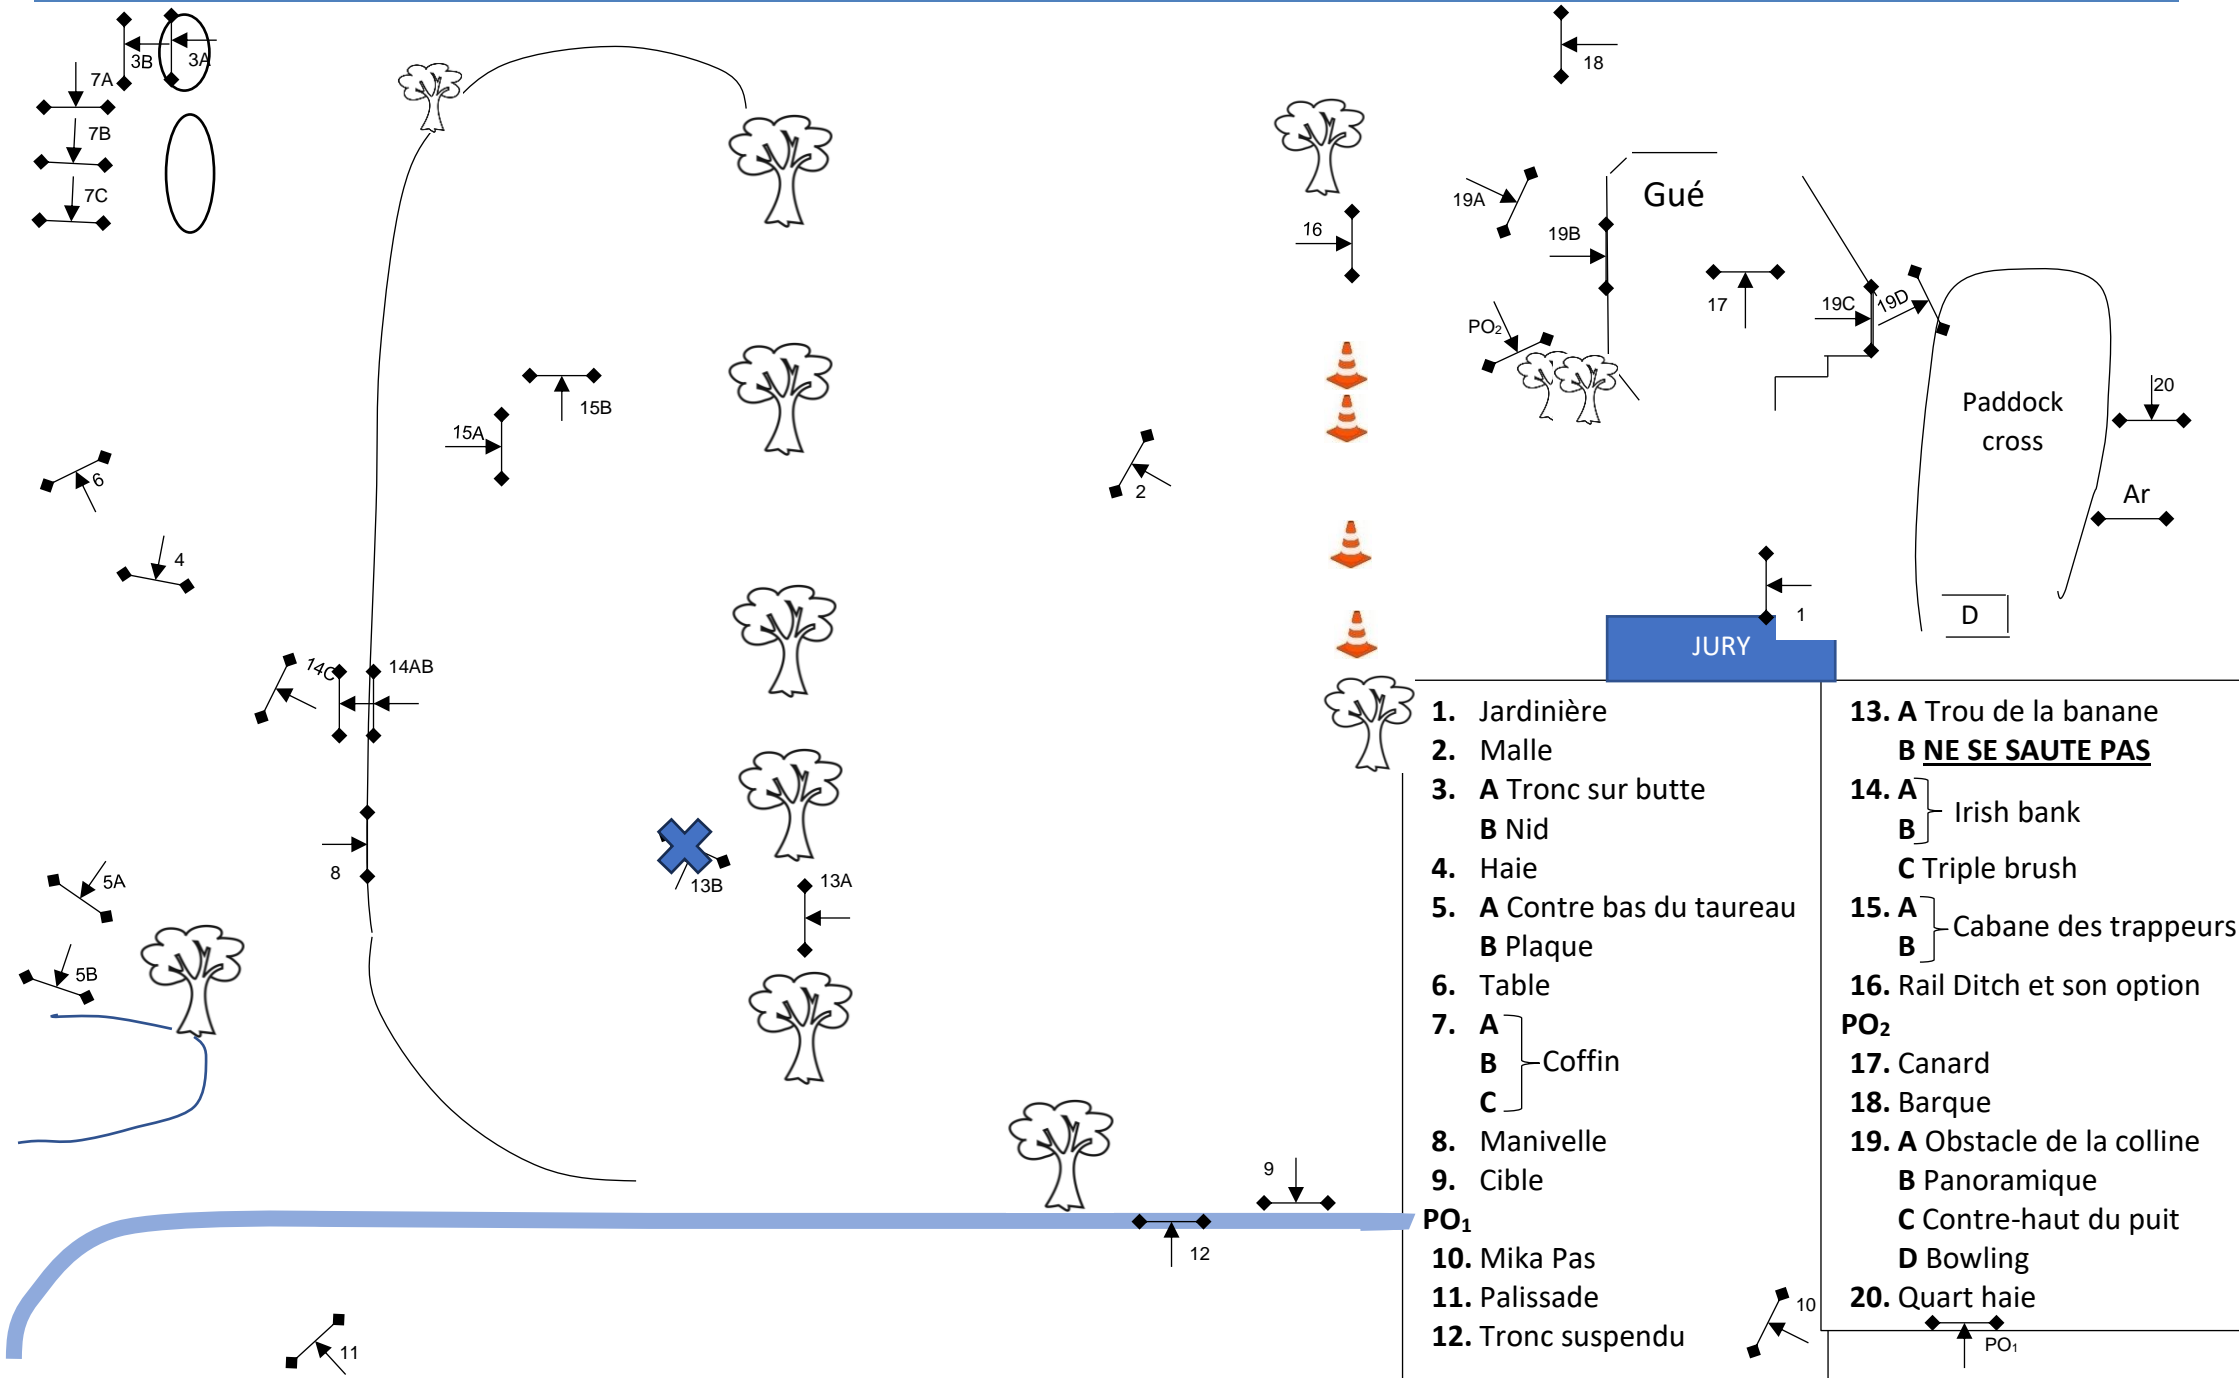 3B
3A
7A
7B
7C
18
19A
Gué
16
19B
17
19C
19D
PO₂
15B
15A
20
Paddock
cross
6
2
Ar
4
1
D
JURY
14C
14AB
8
5A
13B
13A
5B
9
12
11
10
PO₁
1. Jardinière
2. Malle
3. A Tronc sur butte
B Nid
4. Haie
5. A Contre bas du taureau
B Plaque
6. Table
7. A
B Coffin
C
8. Manivelle
9. Cible
PO₁
10. Mika Pas
11. Palissade
12. Tronc suspendu
13. A Trou de la banane
B NE SE SAUTE PAS
14. A
Irish bank
B
C Triple brush
15. A
Cabane des trappeurs
B
16. Rail Ditch et son option
PO₂
17. Canard
18. Barque
19. A Obstacle de la colline
B Panoramique
C Contre-haut du puit
D Bowling
20. Quart haie